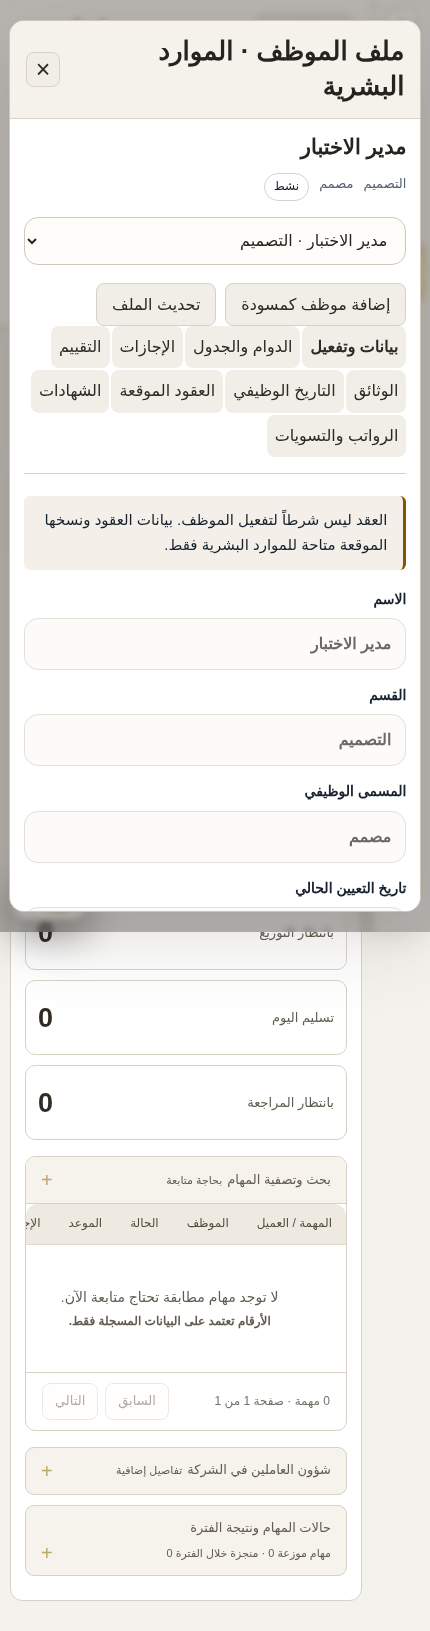 ملف الموظف · الموارد
البشرية
×
مدير الاختبار
التصميم مصمم نشط
مدير الاختبار · التصميم
إضافة موظف كمسودة تحديث الملف
بيانات وتفعيل الدوام والجدول الإجازات التقييم
الوثائق التاريخ الوظيفي العقود الموقعة الشهادات
الرواتب والتسويات
العقد ليس شرطاً لتفعيل الموظف. بيانات العقود ونسخها
الموقعة متاحة للموارد البشرية فقط.
الاسم
مدير الاختبار
القسم
التصميم
المسمى الوظيفي
مصمم
تاريخ التعيين الحالي
بانتظار التوزيع 0
تسليم اليوم 0
بانتظار المراجعة 0
بحث وتصفية المهام بحاجة متابعة +
المهمة / العميل الموظف الحالة الموعد
لا توجد مهام مطابقة تحتاج متابعة الآن.
الأرقام تعتمد على البيانات المسجلة فقط.
0 مهمة · صفحة 1 من 1 السابق التالي
شؤون العاملين في الشركة تفاصيل إضافية +
حالات المهام ونتيجة الفترة
مهام موزعة 0 · منجزة خلال الفترة 0 +